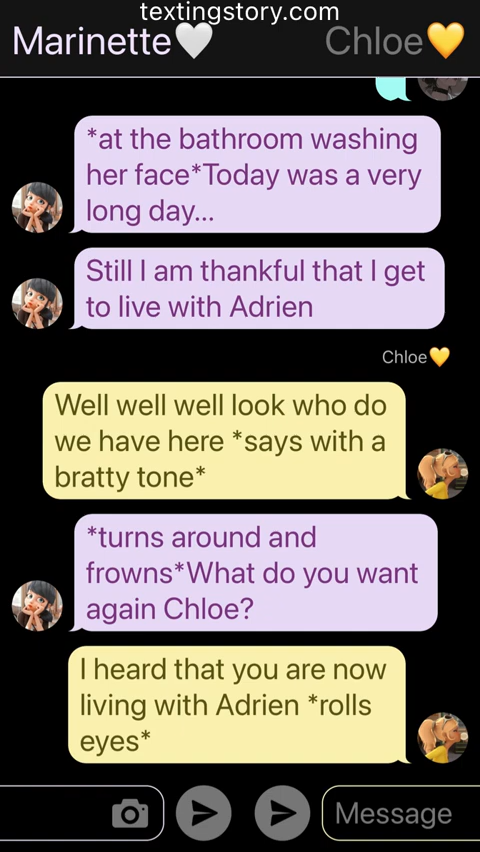 textingstory.com
Marinette🤍 Chloe💛
*at the bathroom washing
her face*Today was a very
long day...
Still I am thankful that I get
to live with Adrien
Chloe💛
Well well well look who do
we have here *says with a
bratty tone*
*turns around and
frowns*What do you want
again Chloe?
I heard that you are now
living with Adrien *rolls
eyes*
Message